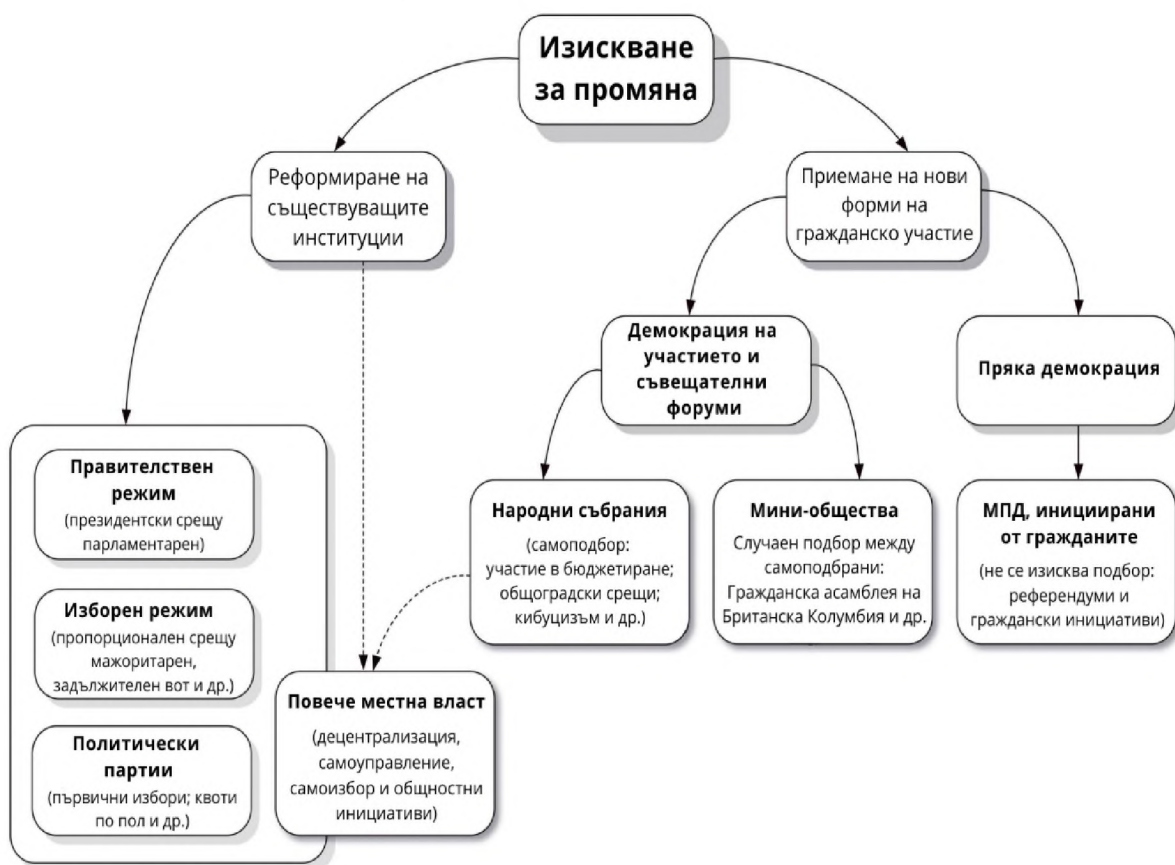 Изискване
за промяна
Реформиране на
съществуващите
институции
Приемане на нови
форми на
гражданско участие
Демокрация на
участието и
съвещателни
форуми
Пряка демокрация
Правителствен
режим
(президентски срещу
парламентарен)
Изборен режим
(пропорционален срещу
мажоритарен,
задължителен вот и др.)
Политически
партии
(първични избори; квоти
по пол и др.)
Народни събрания
(самоподбор:
участие в бюджетиране;
общоградски срещи;
кибуцизъм и др.)
Мини-общества
Случаен подбор между
самоподбрани:
Гражданска асамблея на
Британска Колумбия и др.
МПД, инициирани
от гражданите
(не се изисква подбор:
референдуми и
граждански инициативи)
Повече местна власт
(децентрализация,
самоуправление,
самоизбор и общностни
инициативи)